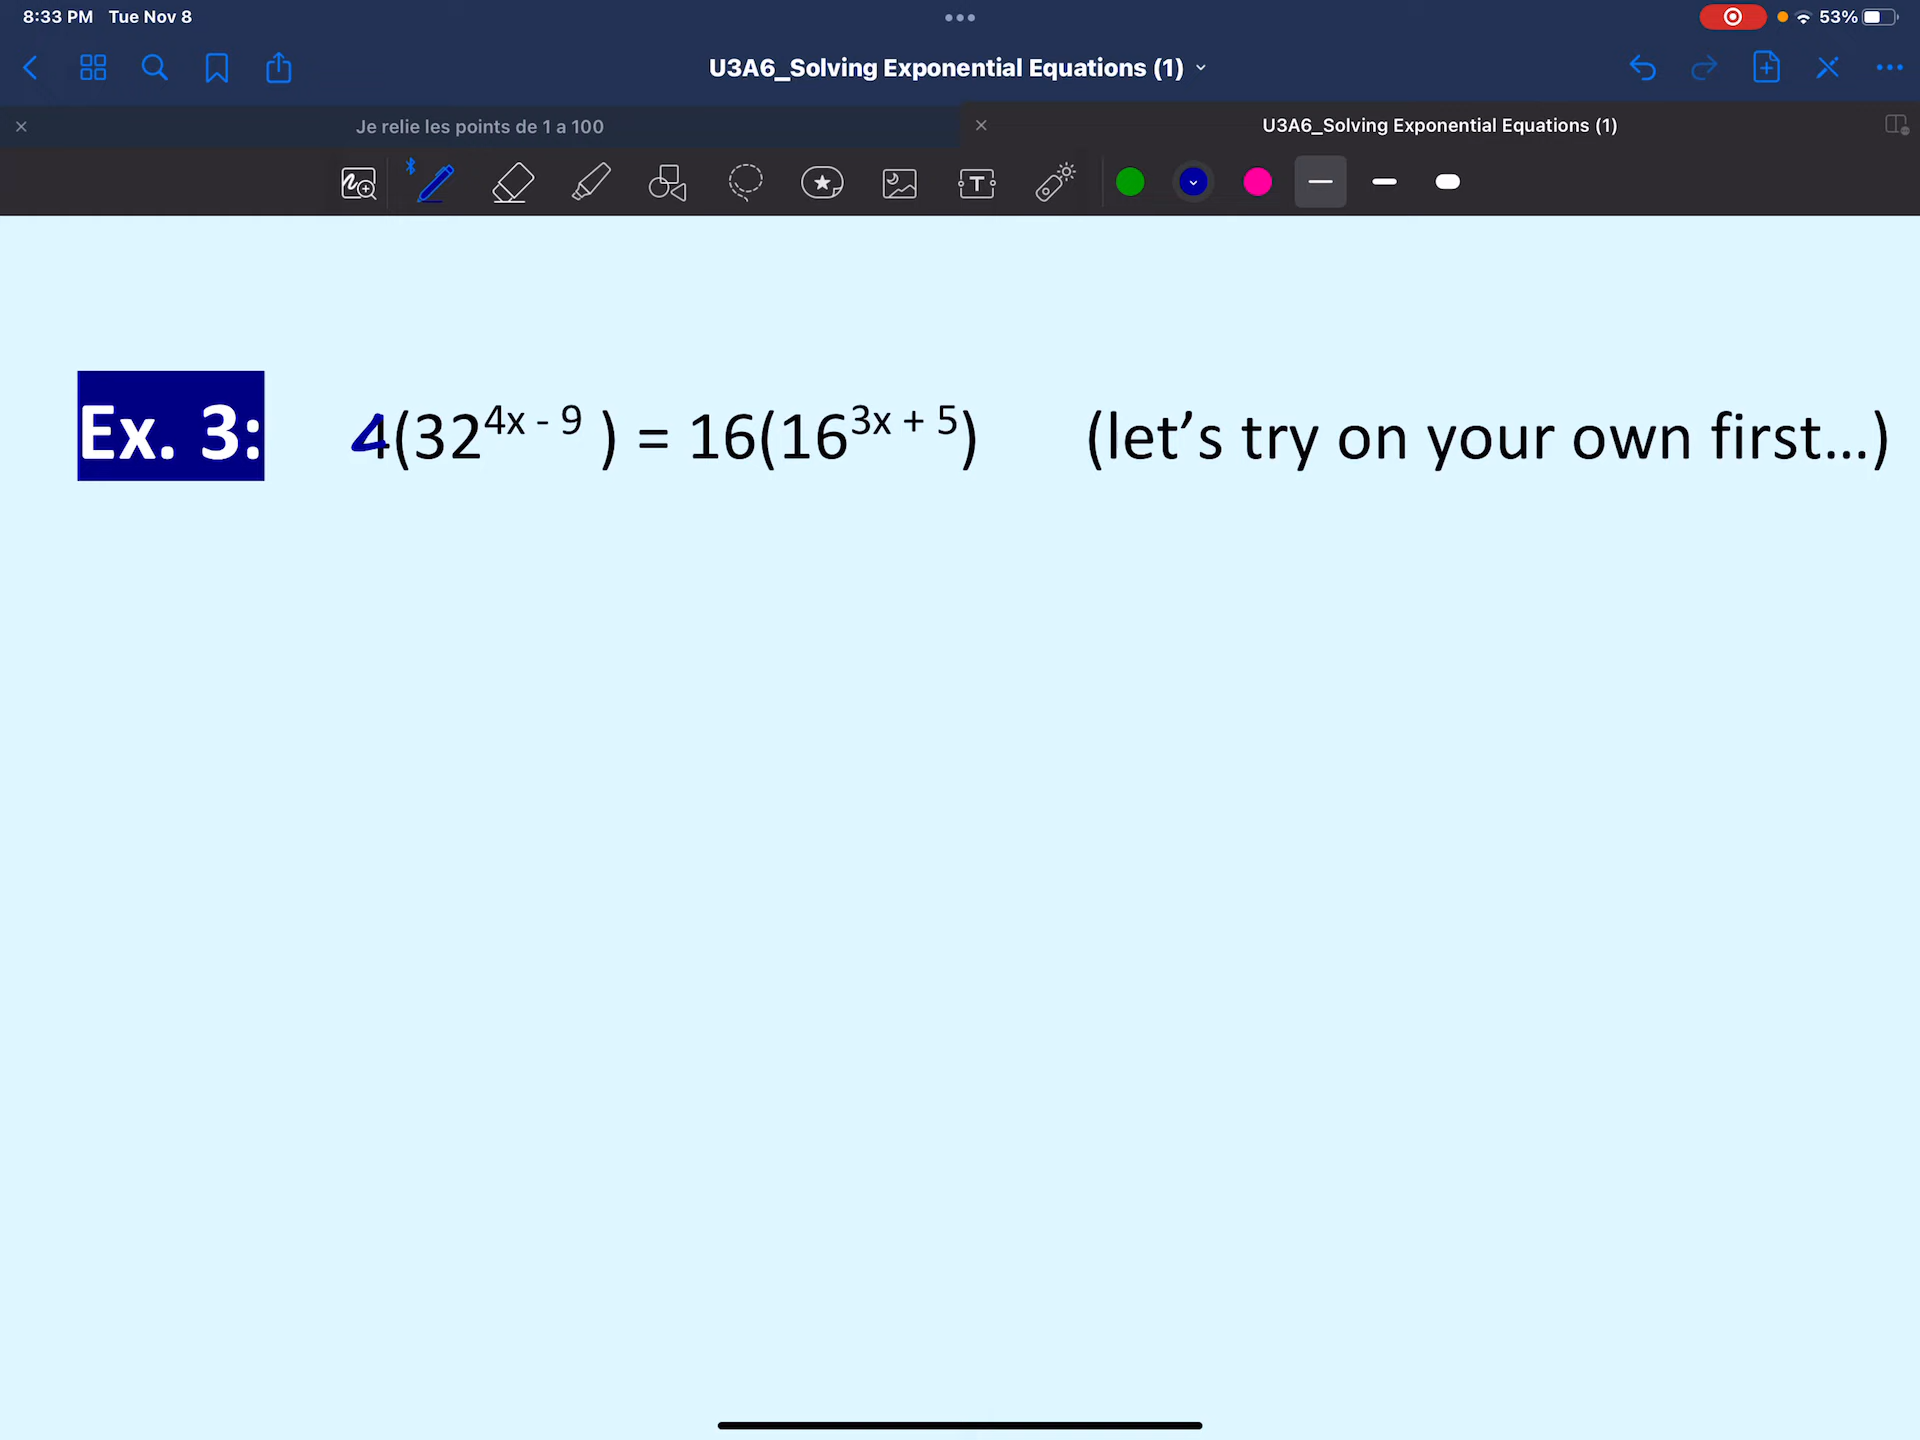 8:33 PM Tue Nov 8
53%
U3A6_Solving Exponential Equations (1)
Je relie les points de 1 a 100
U3A6_Solving Exponential Equations (1)
T
Ex. 3: 4(32^{4x - 9} ) = 16(16^{3x + 5}) (let’s try on your own first...)